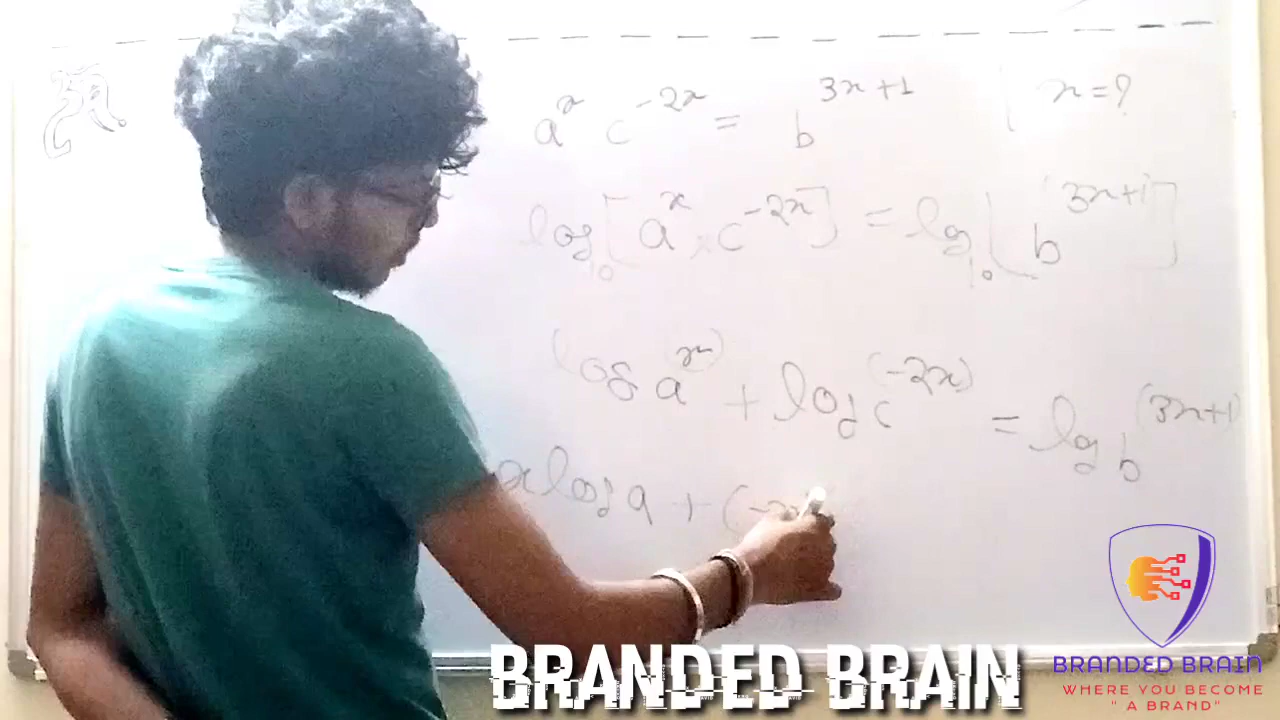 अ
a^x c^-2x = b^3x+1 | x=?
log10[a^x × c^-2x] = log10[b^(3x+1)]
log a^(x) + log c^(-2x) = log b^(3x+1)
x log a + (-2x
BRANDED BRAIN
BRANDED BRAIN
WHERE YOU BECOME
" A BRAND"